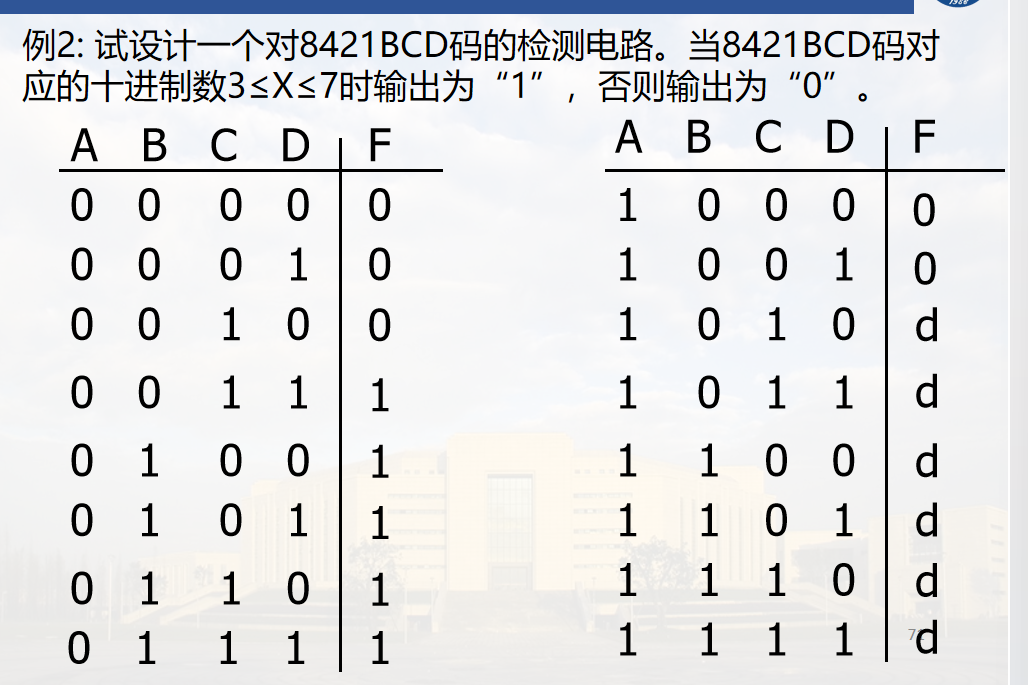 1986
例2: 试设计一个对8421BCD码的检测电路。当8421BCD码对
应的十进制数3≤X≤7时输出为“1”，否则输出为“0”。
A B C D F
0 0 0 0 0
0 0 0 1 0
0 0 1 0 0
0 0 1 1 1
0 1 0 0 1
0 1 0 1 1
0 1 1 0 1
0 1 1 1 1
A B C D F
1 0 0 0 0
1 0 0 1 0
1 0 1 0 d
1 0 1 1 d
1 1 0 0 d
1 1 0 1 d
1 1 1 0 d
1 1 1 1 d